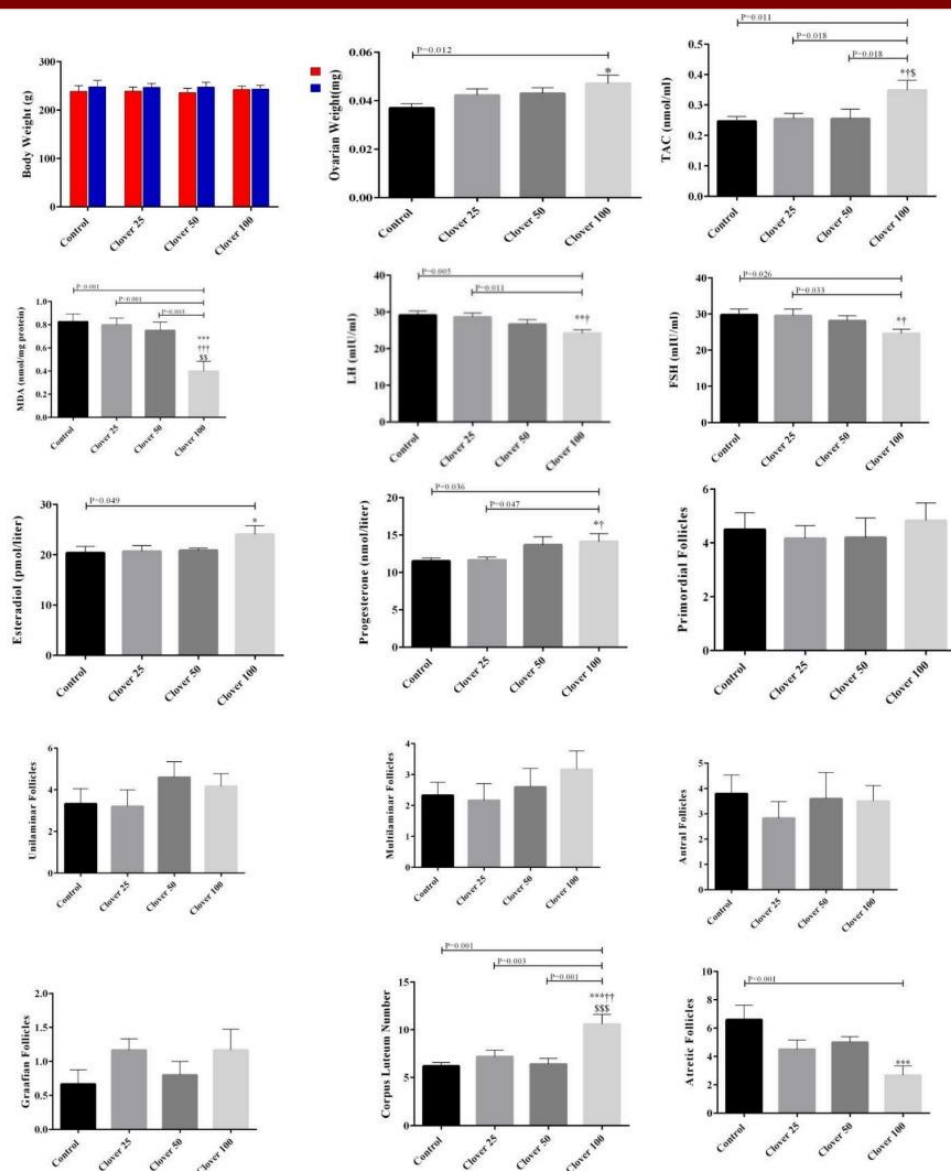 Body Weight (g)
300
200
100
0
Control
Clover 25
Clover 50
Clover 100
Ovarian Weight(mg)
0.06
0.04
0.02
0.00
P=0.012
*
Control
Clover 25
Clover 50
Clover 100
TAC (nmol/ml)
0.5
0.4
0.3
0.2
0.1
0.0
P=0.011
P=0.018
P=0.018
*†$
Control
Clover 25
Clover 50
Clover 100
MDA (nmol/mg protein)
1.0
0.8
0.6
0.4
0.2
0.0
P=0.001
P=0.001
P=0.003
***
†††
$$
Control
Clover 25
Clover 50
Clover 100
LH (mIU/ml)
40
30
20
10
0
P=0.005
P=0.011
**†
Control
Clover 25
Clover 50
Clover 100
FSH (mIU/ml)
40
30
20
10
0
P=0.026
P=0.033
*†
Control
Clover 25
Clover 50
Clover 100
Esteradiol (pmol/liter)
30
20
10
0
P=0.049
*
Control
Clover 25
Clover 50
Clover 100
Progesterone (nmol/liter)
20
15
10
5
0
P=0.036
P=0.047
*†
Control
Clover 25
Clover 50
Clover 100
Primordial Follicles
6
4
2
0
Control
Clover 25
Clover 50
Clover 100
Unilaminar Follicles
6
4
2
0
Control
Clover 25
Clover 50
Clover 100
Multilaminar Follicles
4
3
2
1
0
Control
Clover 25
Clover 50
Clover 100
Antral Follicles
6
5
4
3
2
1
0
Control
Clover 25
Clover 50
Clover 100
Graafian Follicles
2.0
1.5
1.0
0.5
0.0
Control
Clover 25
Clover 50
Clover 100
Corpus Luteum Number
15
10
5
0
P=0.001
P=0.003
P=0.001
***††
$$$
Control
Clover 25
Clover 50
Clover 100
Atretic Follicles
10
8
6
4
2
0
P<0.001
***
Control
Clover 25
Clover 50
Clover 100